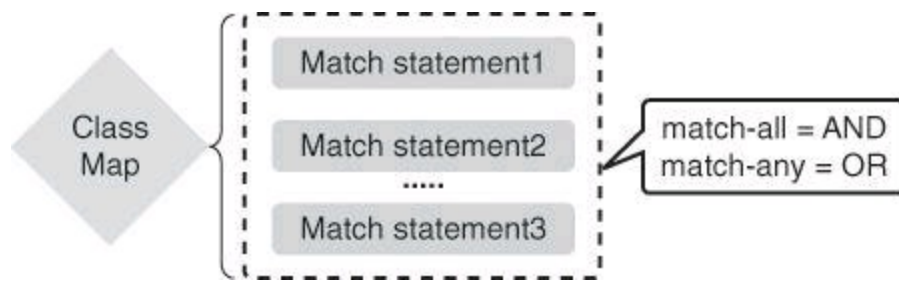 Class
Map
Match statement1
Match statement2
.....
Match statement3
match-all = AND
match-any = OR